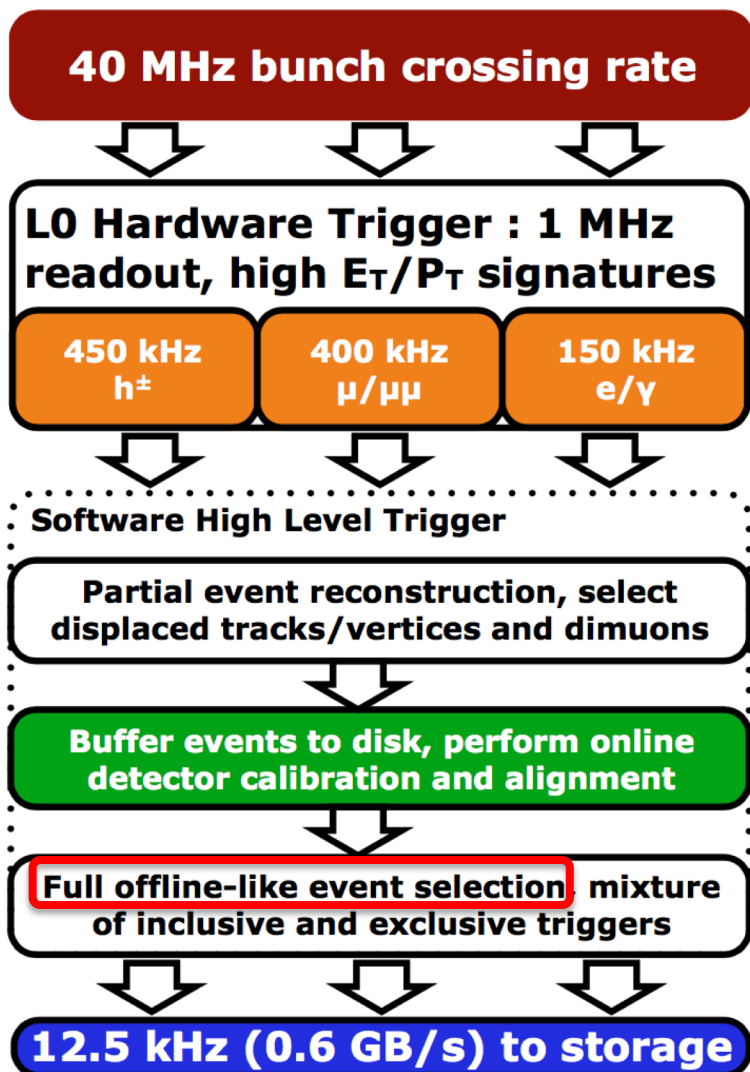 40 MHz bunch crossing rate
L0 Hardware Trigger : 1 MHz
readout, high ET/PT signatures
450 kHz
h±
400 kHz
μ/μμ
150 kHz
e/γ
Software High Level Trigger
Partial event reconstruction, select
displaced tracks/vertices and dimuons
Buffer events to disk, perform online
detector calibration and alignment
Full offline-like event selection, mixture
of inclusive and exclusive triggers
12.5 kHz (0.6 GB/s) to storage